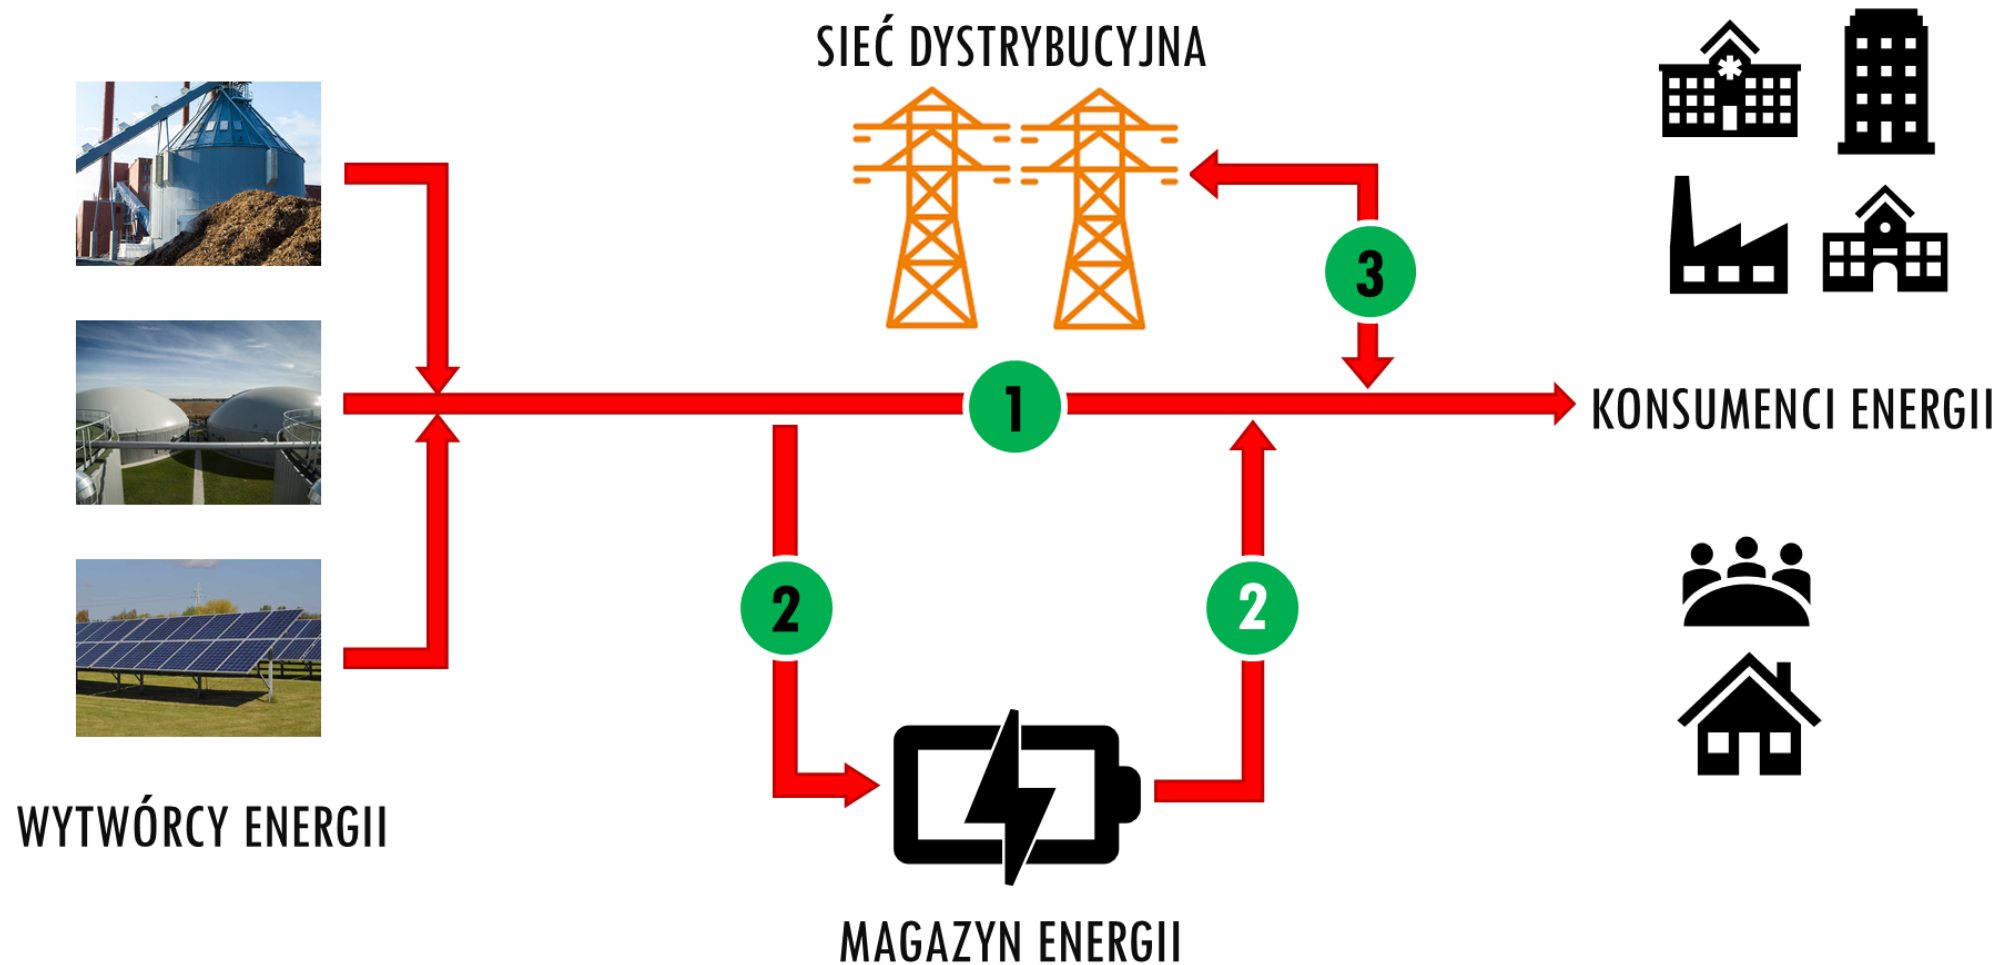 SIEĆ DYSTRYBUCYJNA
3
1
KONSUMENCI ENERGII
2
2
WYTWÓRCY ENERGII
MAGAZYN ENERGII